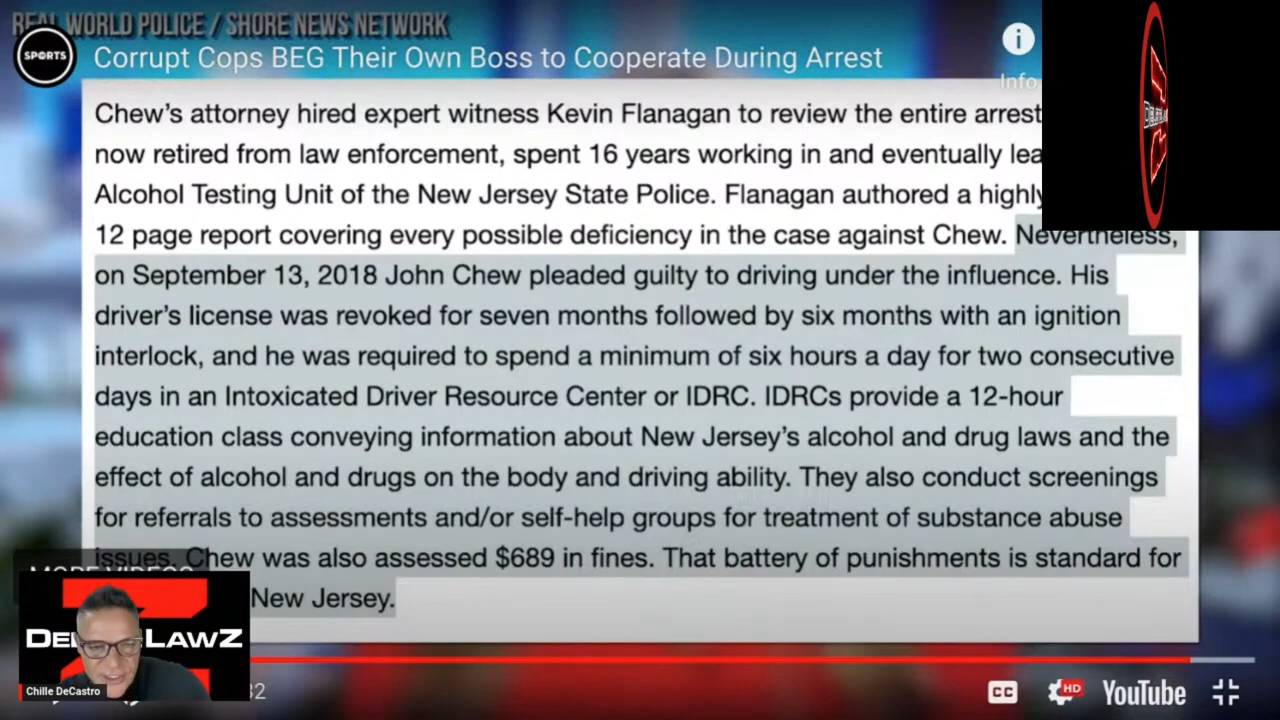 REAL WORLD POLICE / SHORE NEWS NETWORK
SPORTS
Corrupt Cops BEG Their Own Boss to Cooperate During Arrest
Info
Chew's attorney hired expert witness Kevin Flanagan to review the entire arrest
now retired from law enforcement, spent 16 years working in and eventually lea
Alcohol Testing Unit of the New Jersey State Police. Flanagan authored a highly
12 page report covering every possible deficiency in the case against Chew. Nevertheless,
on September 13, 2018 John Chew pleaded guilty to driving under the influence. His
driver's license was revoked for seven months followed by six months with an ignition
interlock, and he was required to spend a minimum of six hours a day for two consecutive
days in an Intoxicated Driver Resource Center or IDRC. IDRCs provide a 12-hour
education class conveying information about New Jersey's alcohol and drug laws and the
effect of alcohol and drugs on the body and driving ability. They also conduct screenings
for referrals to assessments and/or self-help groups for treatment of substance abuse
issues. Chew was also assessed $689 in fines. That battery of punishments is standard for
New Jersey.
MORE VIDEOS
LAWZ
Chille DeCastro
32
CC
HD
YouTube